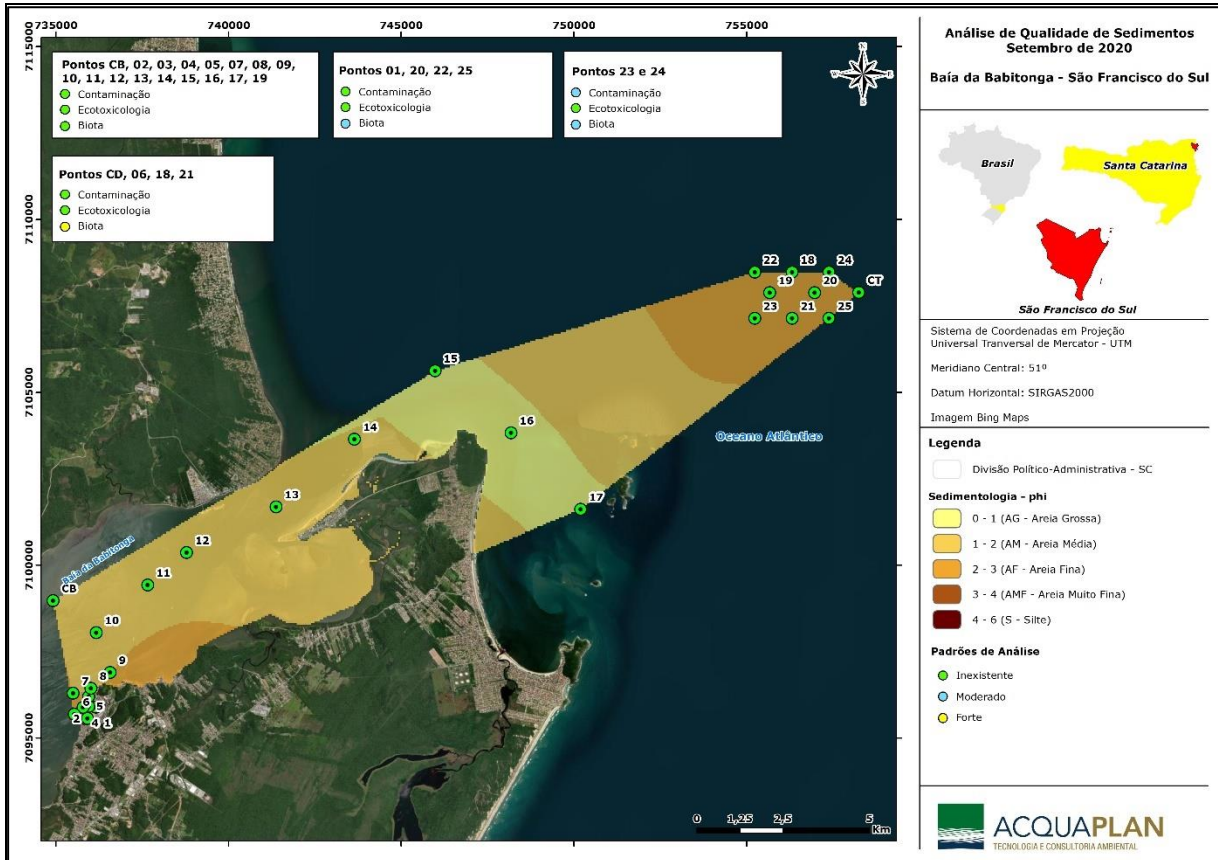 735000
740000
745000
750000
755000
7115000
7110000
7105000
7100000
7095000
Pontos CB, 02, 03, 04, 05, 07, 08, 09,
10, 11, 12, 13, 14, 15, 16, 17, 19
Contaminação
Ecotoxicologia
Biota
Pontos 01, 20, 22, 25
Contaminação
Ecotoxicologia
Biota
Pontos 23 e 24
Contaminação
Ecotoxicologia
Biota
Pontos CD, 06, 18, 21
Contaminação
Ecotoxicologia
Biota
N
S
E
22
18
24
19
20
CT
23
21
25
15
16
14
17
13
12
11
Baía da Babitonga
CB
10
9
8
7
6
5
2
4
1
Oceano Atlântico
0
1,25
2,5
5
Km
Análise de Qualidade de Sedimentos
Setembro de 2020
Baía da Babitonga - São Francisco do Sul
Brasil
Santa Catarina
São Francisco do Sul
Sistema de Coordenadas em Projeção
Universal Tranversal de Mercator - UTM
Meridiano Central: 51º
Datum Horizontal: SIRGAS2000
Imagem Bing Maps
Legenda
Divisão Político-Administrativa - SC
Sedimentologia - phi
0 - 1 (AG - Areia Grossa)
1 - 2 (AM - Areia Média)
2 - 3 (AF - Areia Fina)
3 - 4 (AMF - Areia Muito Fina)
4 - 6 (S - Silte)
Padrões de Análise
Inexistente
Moderado
Forte
ACQUAPLAN
TECNOLOGIA E CONSULTORIA AMBIENTAL